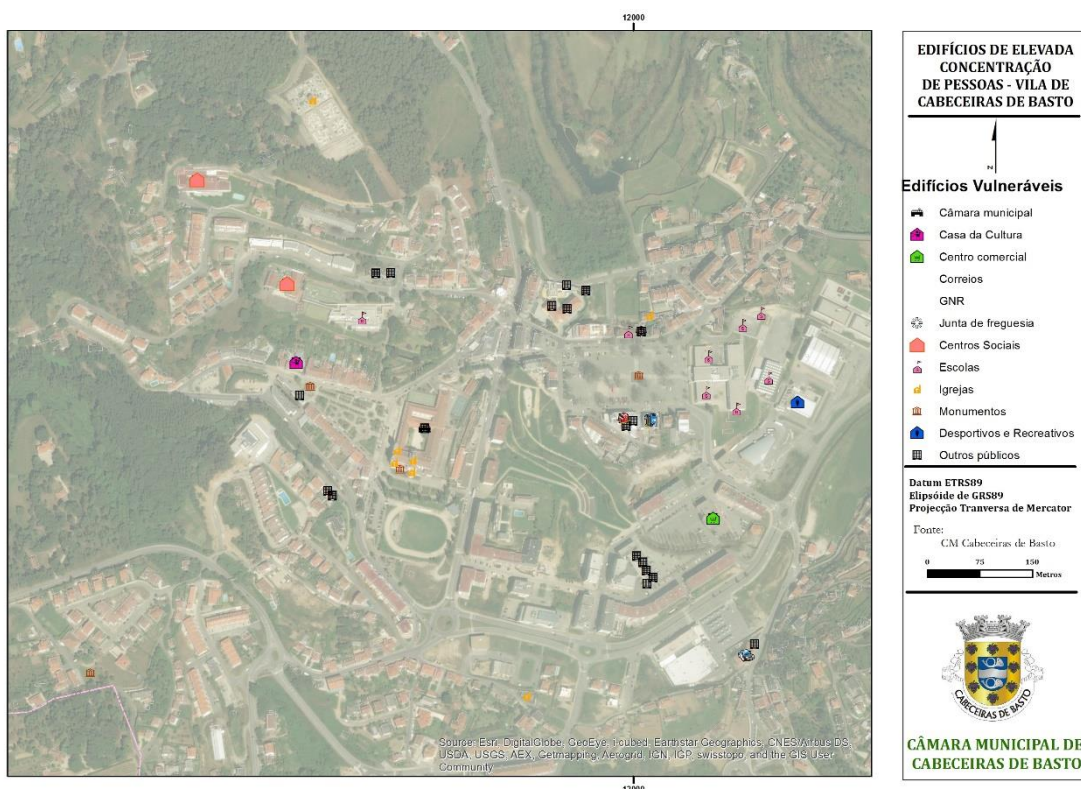 12000
EDIFÍCIOS DE ELEVADA
CONCENTRAÇÃO
DE PESSOAS - VILA DE
CABECEIRAS DE BASTO
N
Edifícios Vulneráveis
Câmara municipal
Casa da Cultura
Centro comercial
Correios
GNR
Junta de freguesia
Centros Sociais
Escolas
Igrejas
Monumentos
Desportivos e Recreativos
Outros públicos
Datum ETRS89
Elipsóide de GRS89
Projecção Tranversa de Mercator
Fonte:
CM Cabeceiras de Basto
0 75 150
Metros
CABECEIRAS DE BASTO
CÂMARA MUNICIPAL DE
CABECEIRAS DE BASTO
Source: Esri, DigitalGlobe, GeoEye, i-cubed, Earthstar Geographics, CNES/Airbus DS,
USDA, USGS, AEX, Getmapping, Aerogrid, IGN, IGP, swisstopo, and the GIS User
Community
12000